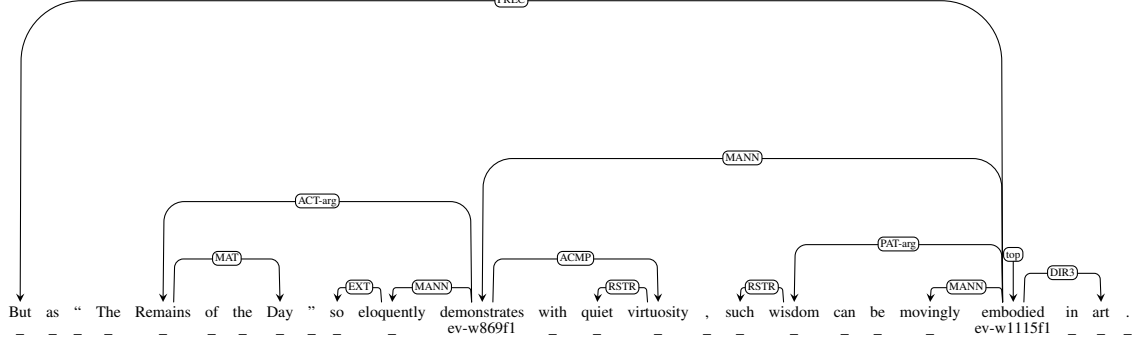 MANN
ACT-arg
PAT-arg
MAT ACMP top
DIR3
EXT MANN RSTR RSTR MANN
But as “ The Remains of the Day ” so eloquently demonstrates with quiet virtuosity , such wisdom can be movingly embodied in art .
_ _ _ _ _ _ _ _ _ _ _ ev-w869f1 _ _ _ _ _ _ _ _ _ ev-w1115f1 _ _ _